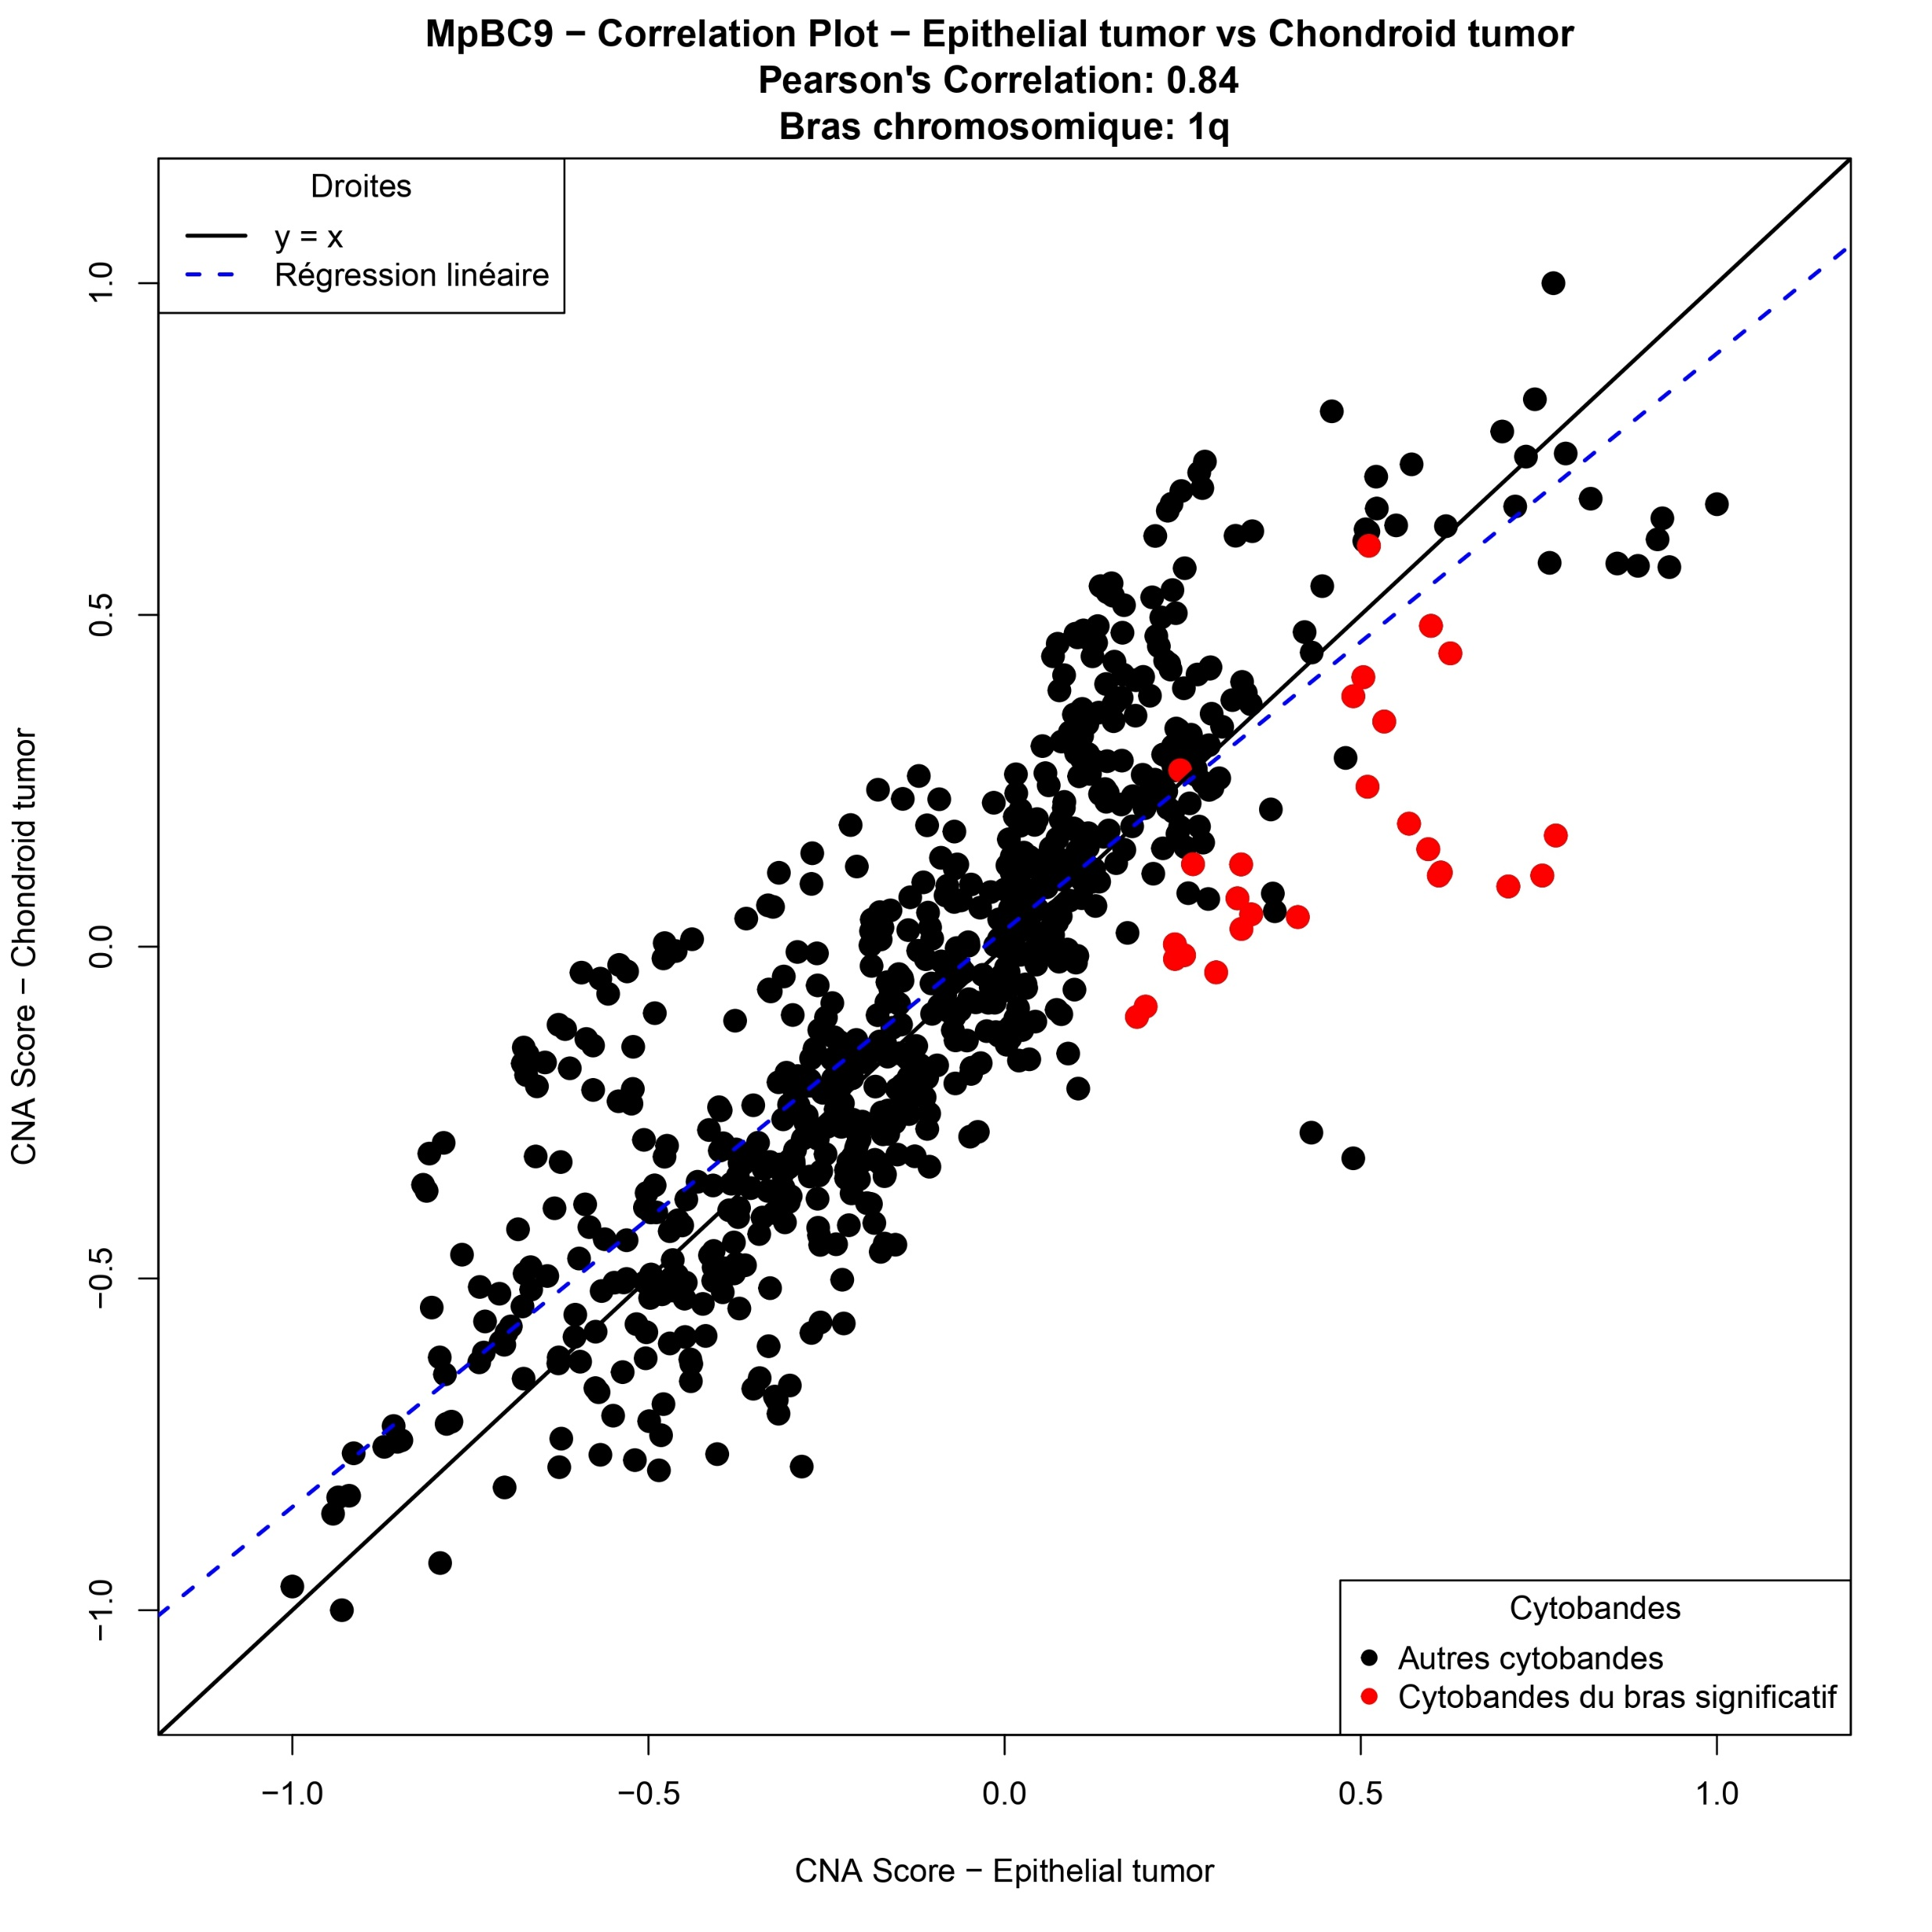 MpBC9 − Correlation Plot − Epithelial tumor vs Chondroid tumor
Pearson's Correlation: 0.84
Bras chromosomique: 1q
Droites
y = x
Régression linéaire
CNA Score − Chondroid tumor
1.0
0.5
0.0
−0.5
−1.0
Cytobandes
Autres cytobandes
Cytobandes du bras significatif
−1.0
−0.5
0.0
0.5
1.0
CNA Score − Epithelial tumor